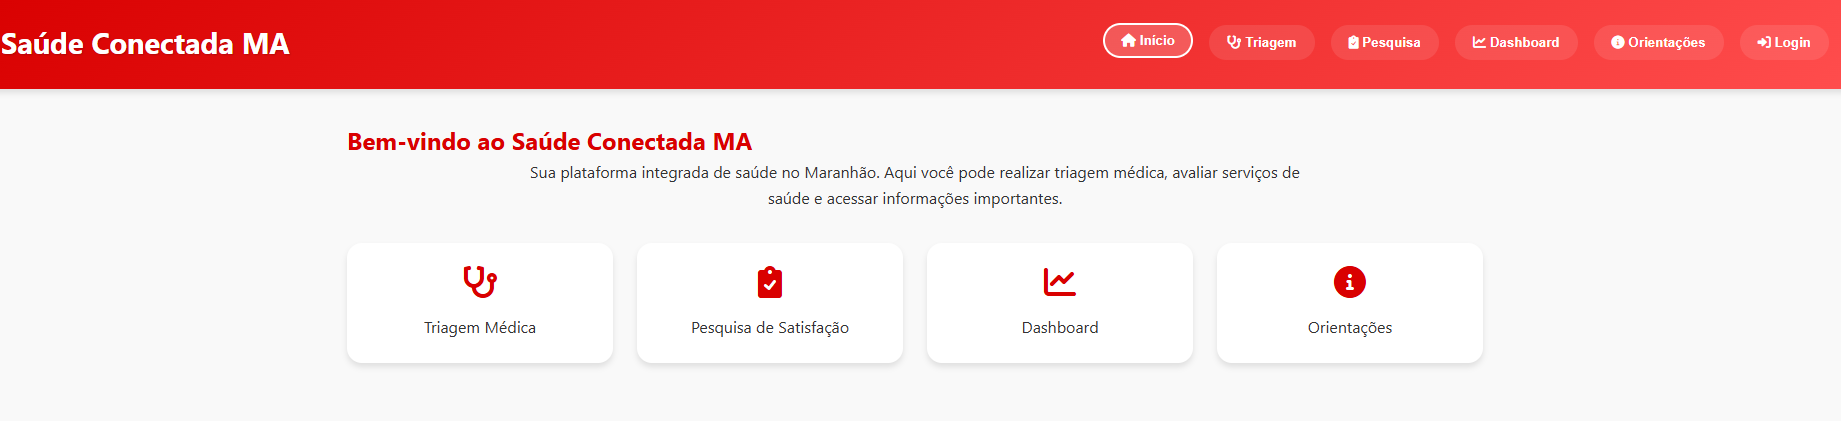 Saúde Conectada MA
Início
Triagem
Pesquisa
Dashboard
Orientações
Login
Bem-vindo ao Saúde Conectada MA
Sua plataforma integrada de saúde no Maranhão. Aqui você pode realizar triagem médica, avaliar serviços de
saúde e acessar informações importantes.
Triagem Médica
Pesquisa de Satisfação
Dashboard
Orientações